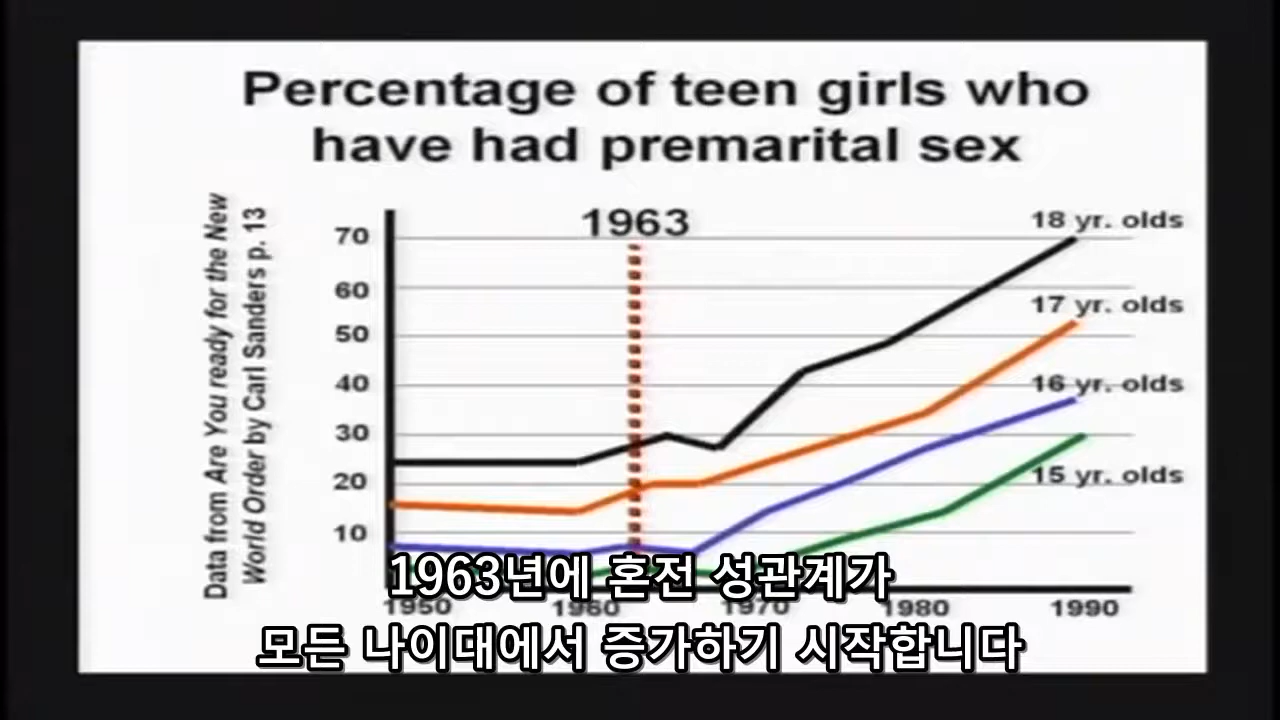 Percentage of teen girls who
have had premarital sex
Data from Are You ready for the New
World Order by Carl Sanders p. 13
1963
70
60
50
40
30
20
10
18 yr. olds
17 yr. olds
16 yr. olds
15 yr. olds
1950
1960
1970
1980
1990
1963년에 혼전 성관계가
모든 나이대에서 증가하기 시작합니다